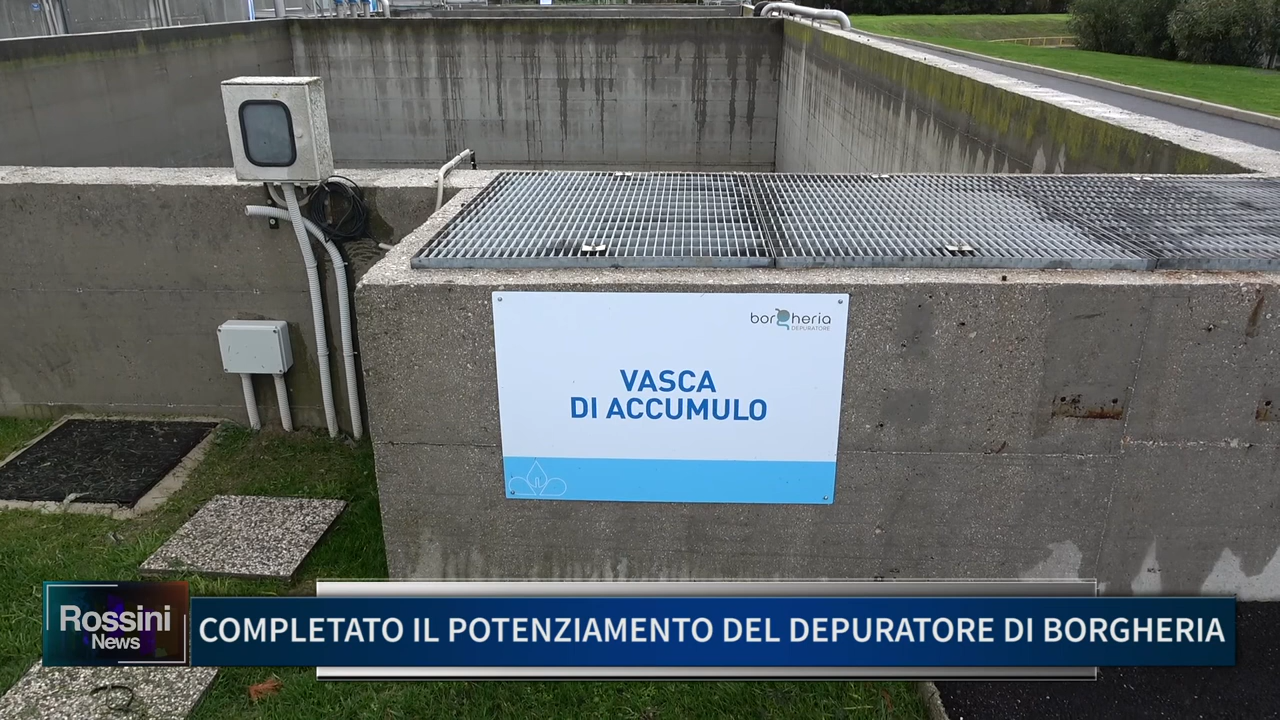 borgheria
DEPURATORE
VASCA
DI ACCUMULO
Rossini
News
COMPLETATO IL POTENZIAMENTO DEL DEPURATORE DI BORGHERIA